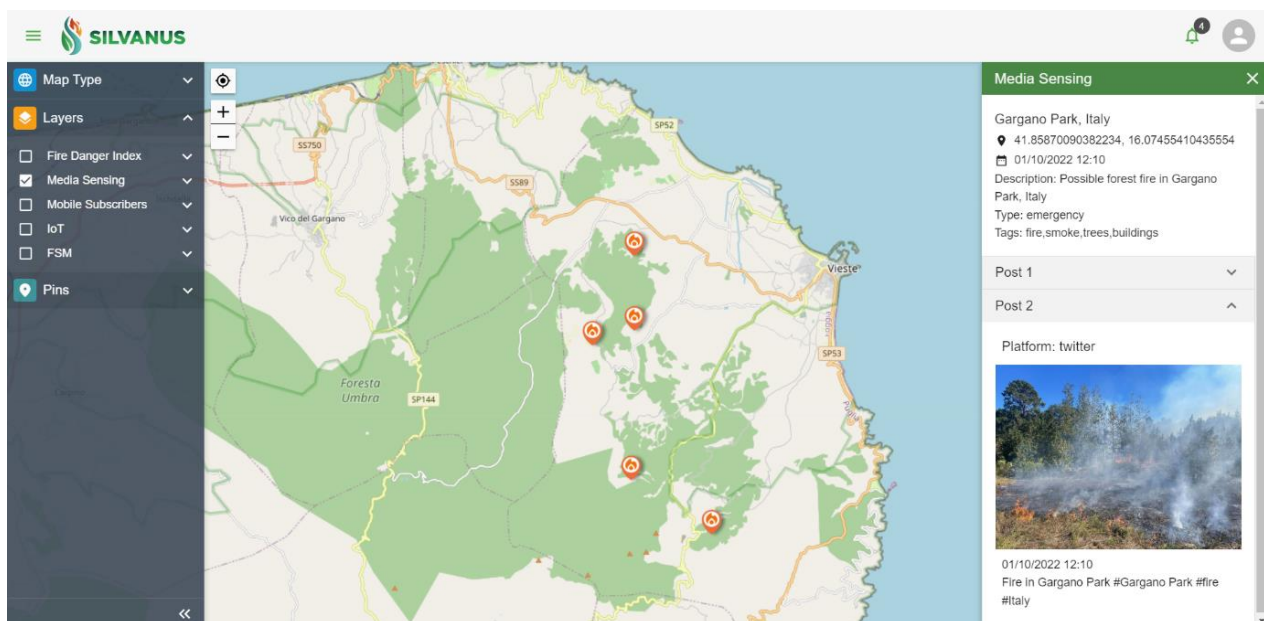 SILVANUS
4
Map Type
Layers
Fire Danger Index
Media Sensing
Mobile Subscribers
IoT
FSM
Pins
SS750
SP52
SS89
Vico del Gargano
Vieste
SP53
Foresta
Umbra
SP144
Puglia
Media Sensing
Gargano Park, Italy
41.85870090382234, 16.07455410435554
01/10/2022 12:10
Description: Possible forest fire in Gargano
Park, Italy
Type: emergency
Tags: fire,smoke,trees,buildings
Post 1
Post 2
Platform: twitter
01/10/2022 12:10
Fire in Gargano Park #Gargano Park #fire
#Italy